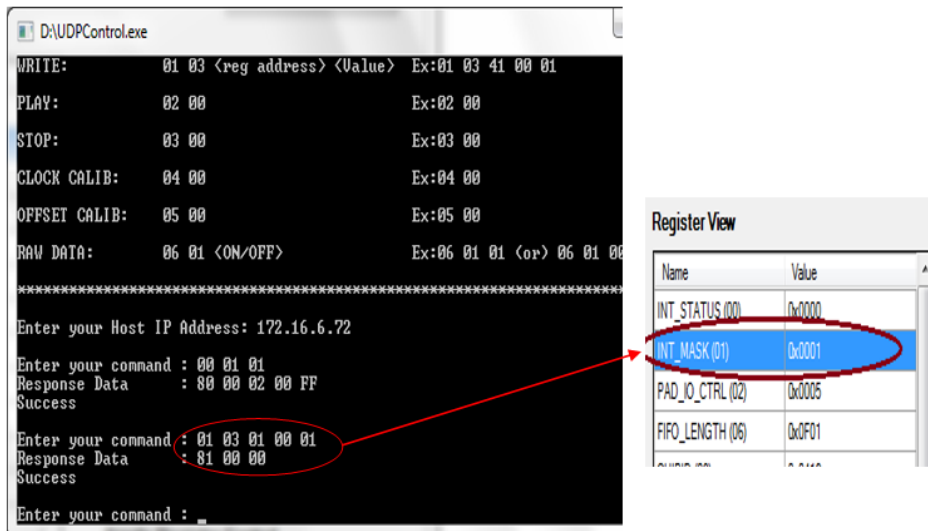 D:\UDPControl.exe
WRITE: 01 03 <reg address> <Value> Ex:01 03 41 00 01
PLAY: 02 00 Ex:02 00
STOP: 03 00 Ex:03 00
CLOCK CALIB: 04 00 Ex:04 00
OFFSET CALIB: 05 00 Ex:05 00
RAW DATA: 06 01 <ON/OFF> Ex:06 01 01 <or> 06 01 00
*************************************************************************
Enter your Host IP Address: 172.16.6.72
Enter your command : 00 01 01
Response Data : 80 00 02 00 FF
Success
Enter your command : 01 03 01 00 01
Response Data : 81 00 00
Success
Enter your command : _
Register View
Name Value
INT_STATUS (00) 0x0000
INT_MASK (01) 0x0001
PAD_IO_CTRL (02) 0x0005
FIFO_LENGTH (06) 0x0F01